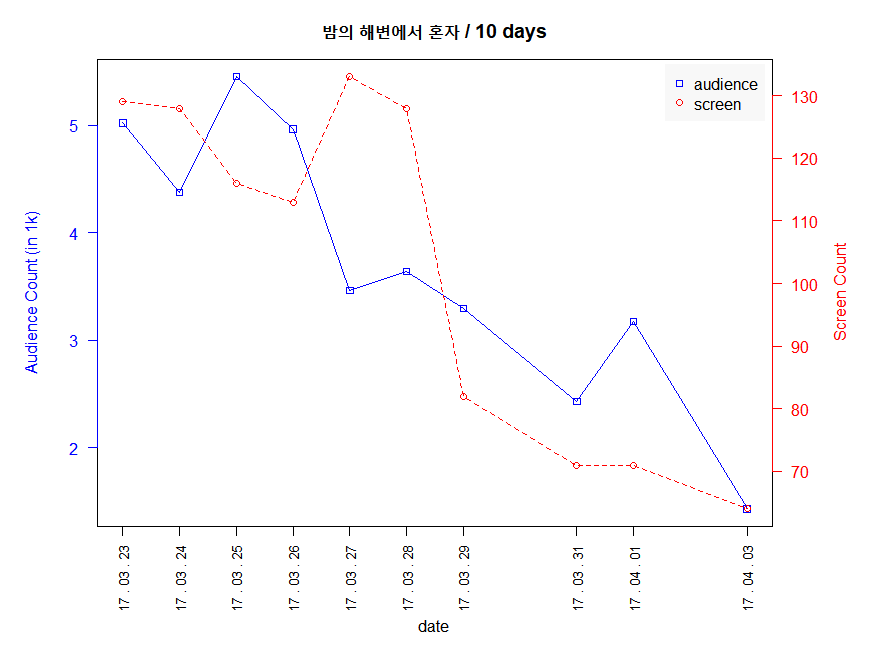 밤의 해변에서 혼자 / 10 days
audience
screen
Audience Count (in 1k)
5
4
3
2
130
120
110
100
90
80
70
Screen Count
17 . 03 . 23
17 . 03 . 24
17 . 03 . 25
17 . 03 . 26
17 . 03 . 27
17 . 03 . 28
17 . 03 . 29
17 . 03 . 31
17 . 04 . 01
17 . 04 . 03
date